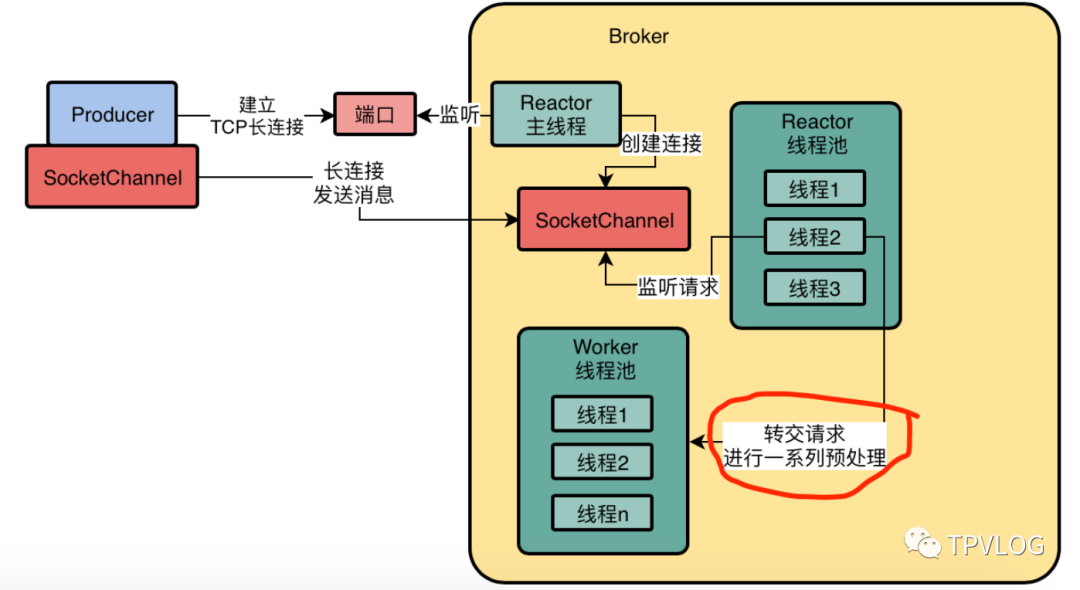 Broker
Producer
SocketChannel
建立
TCP长连接
端口
监听
Reactor
主线程
创建连接
长连接
发送消息
SocketChannel
监听请求
Reactor
线程池
线程1
线程2
线程3
Worker
线程池
线程1
线程2
线程n
转交请求
进行一系列预处理
TPVLOG